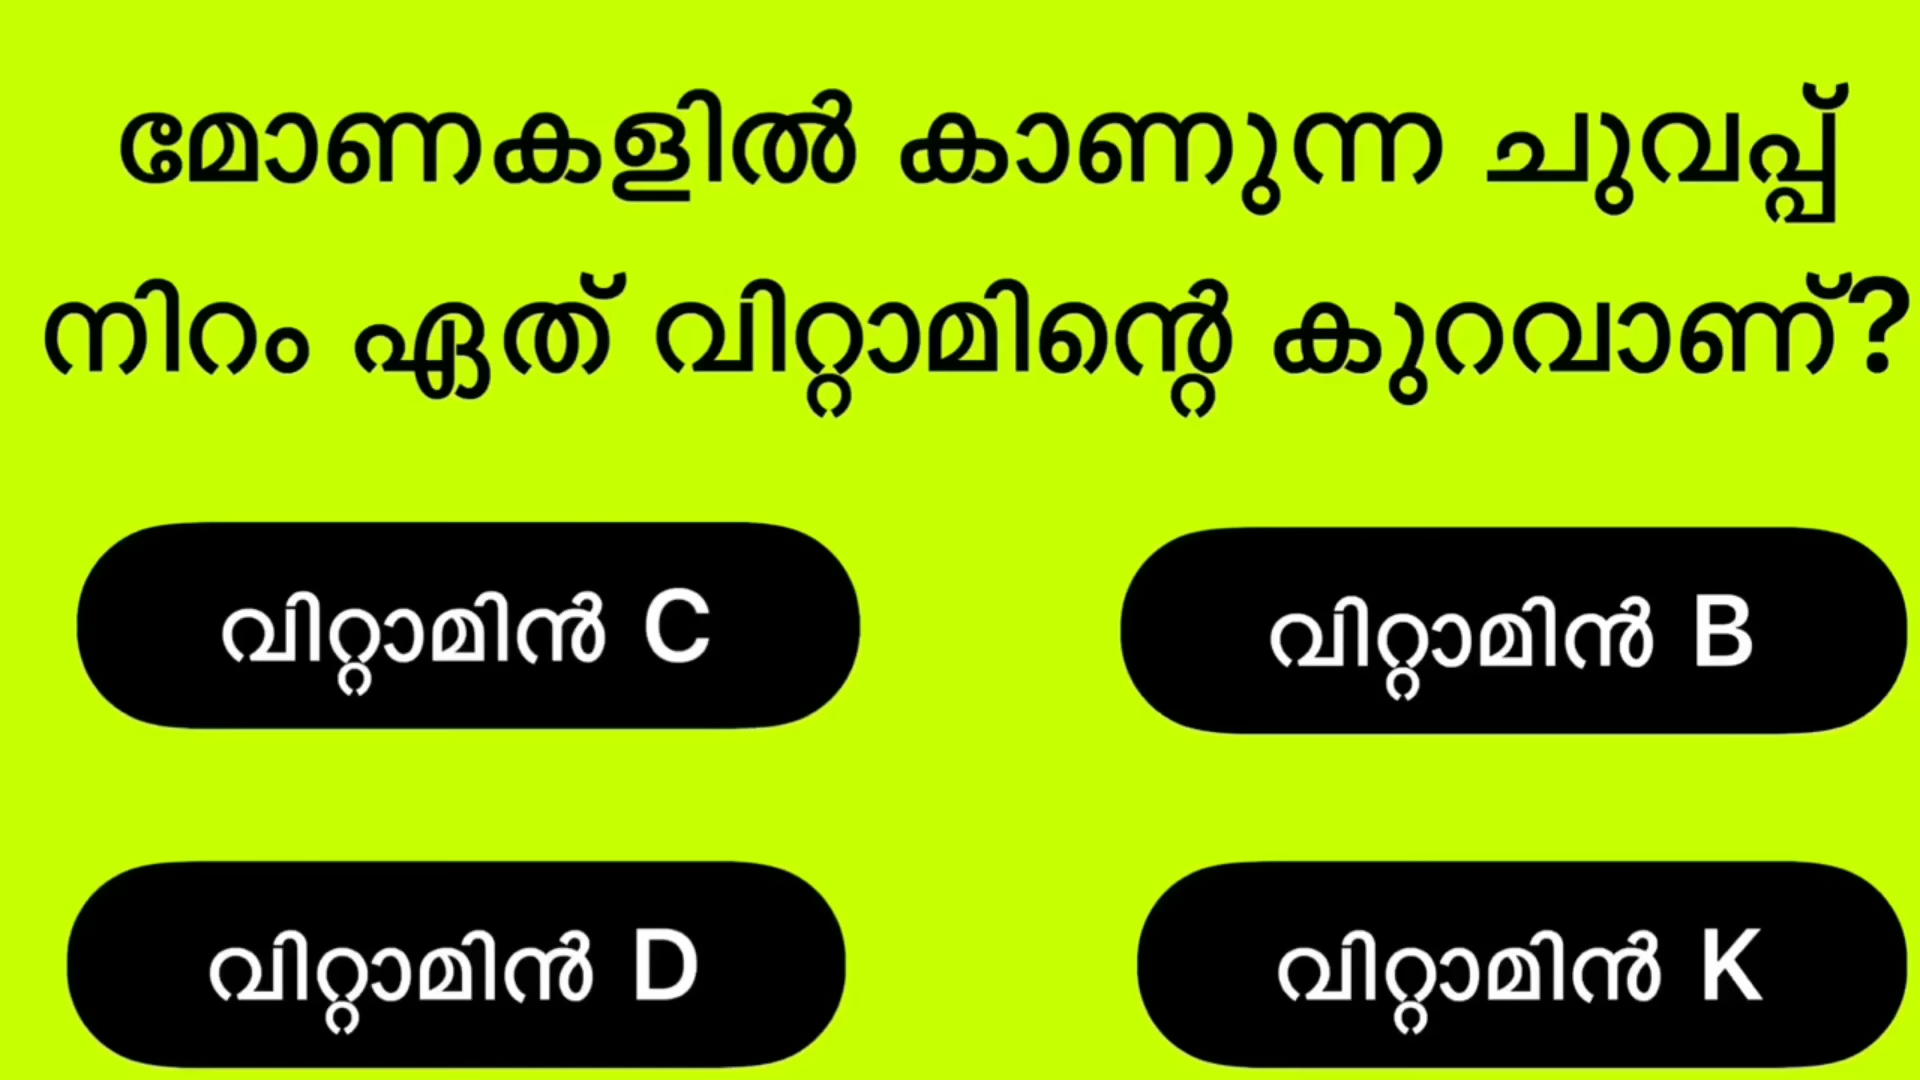 മോണകളിൽ കാണുന്ന ചുവപ്പ്
നിറം ഏത് വിറ്റാമിന്റെ കുറവാണ്?
വിറ്റാമിൻ C
വിറ്റാമിൻ B
വിറ്റാമിൻ D
വിറ്റാമിൻ K